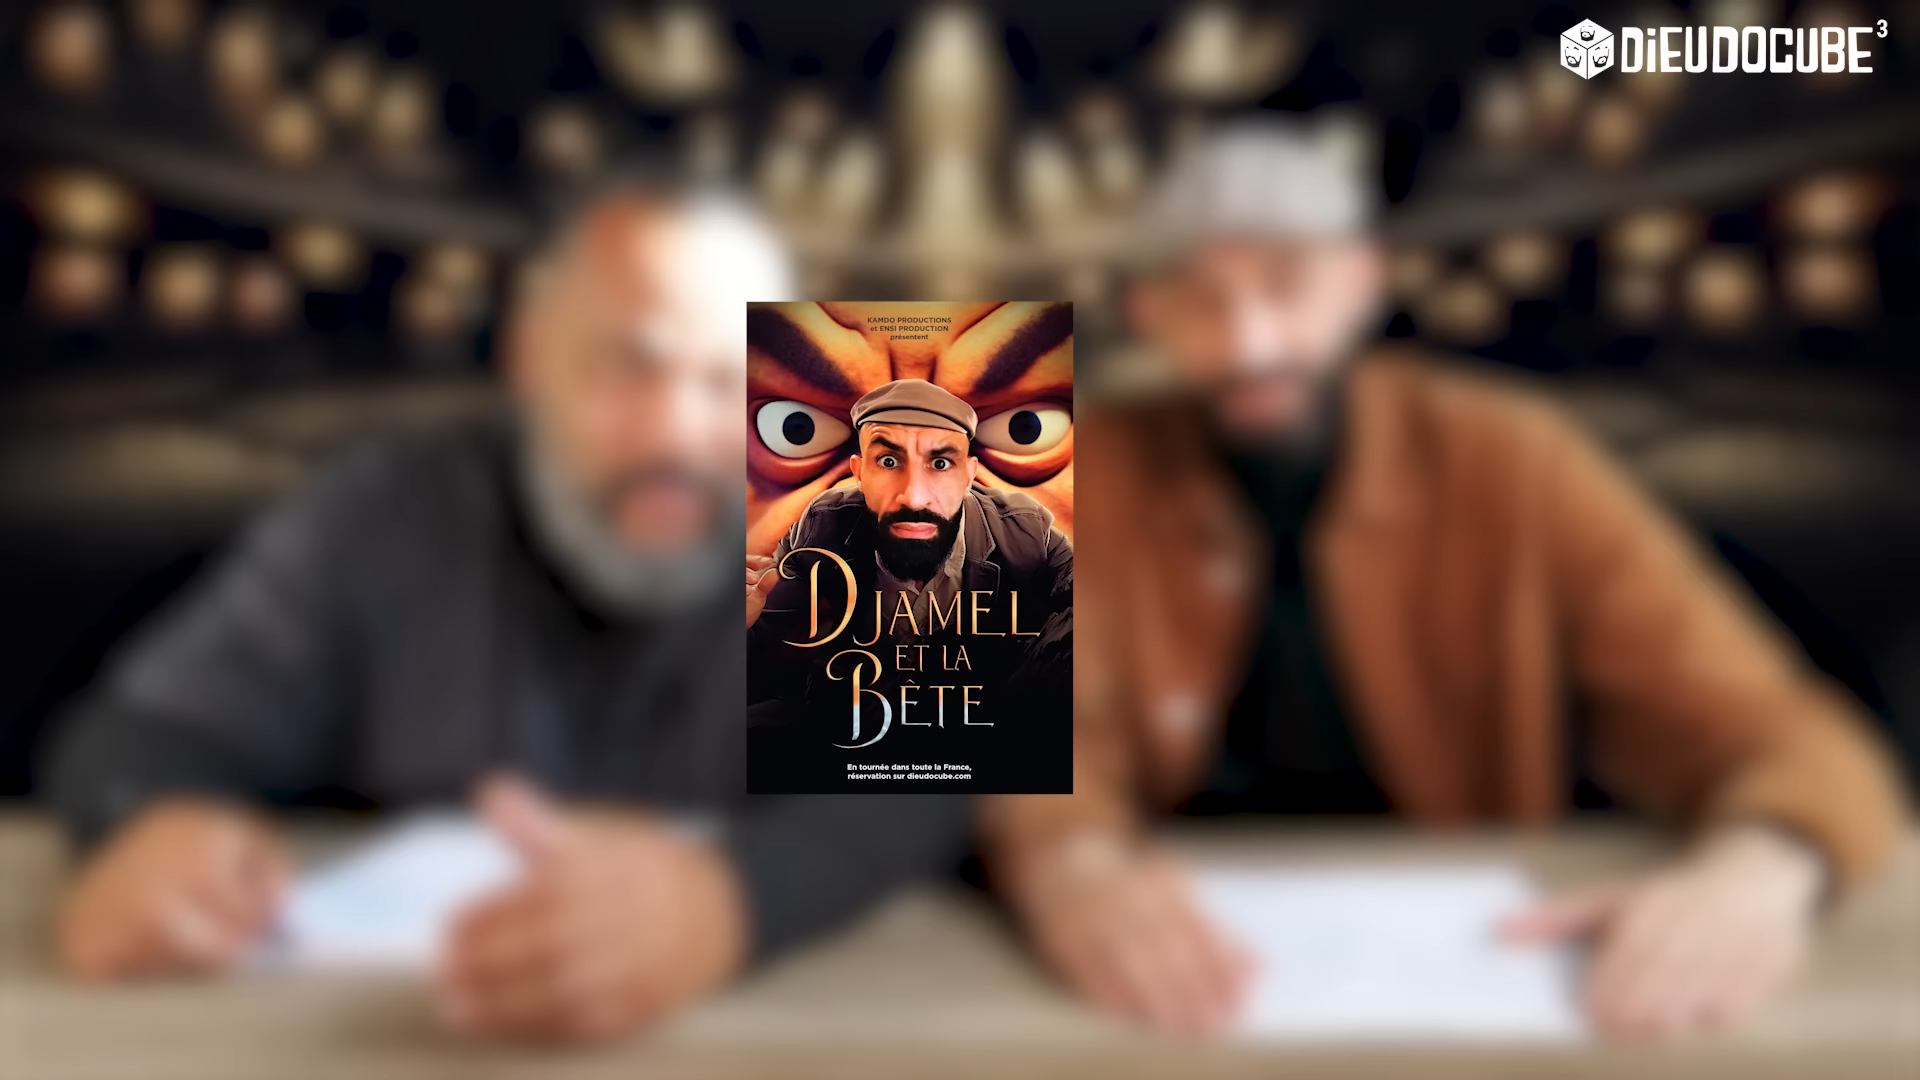 DiEUDOCUBE³
KAMDO PRODUCTIONS
et ENSI PRODUCTION
présentent
DJAMEL
ET LA
BÊTE
En tournée dans toute la France,
réservation sur dieudocube.com